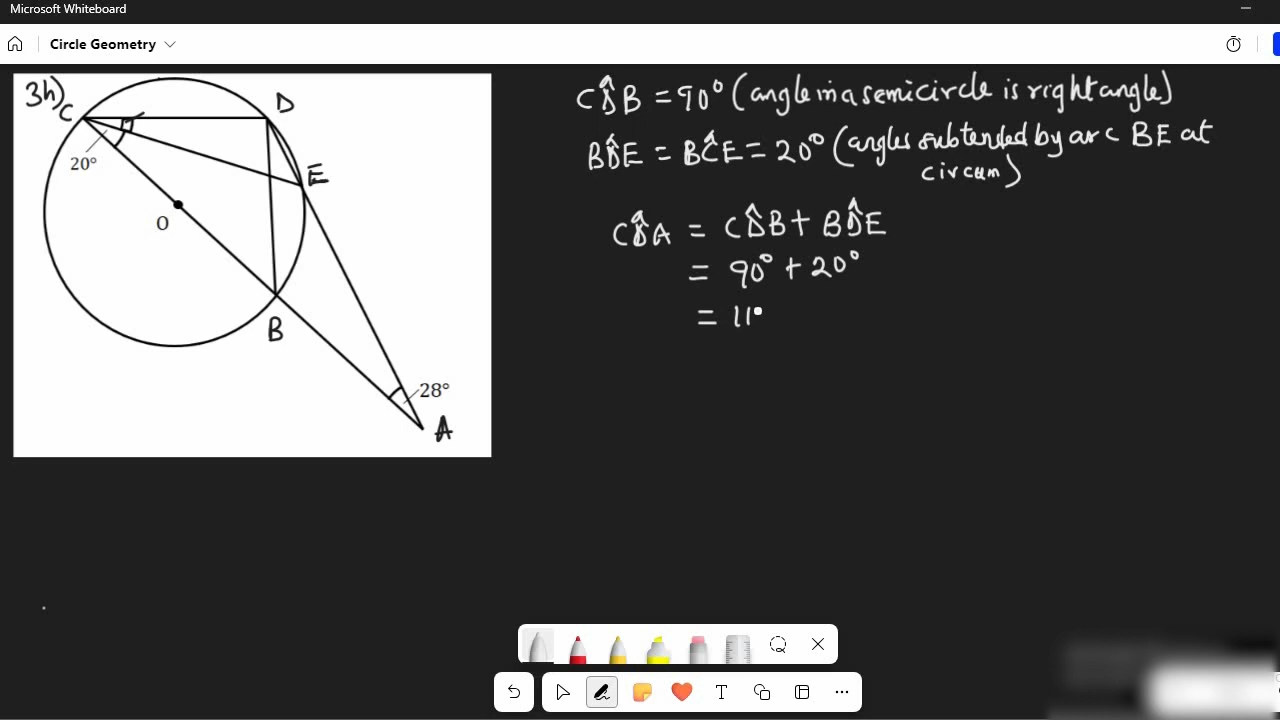 Microsoft Whiteboard
Circle Geometry
3h)
C
D
20°
E
O
B
28°
A
CD̂B = 90° (angle in a semicircle is right angle)
BD̂E = BĈE = 20° (angles subtended by arc BE at
circum)
CD̂A = CD̂B + BD̂E
= 90° + 20°
= 11
T